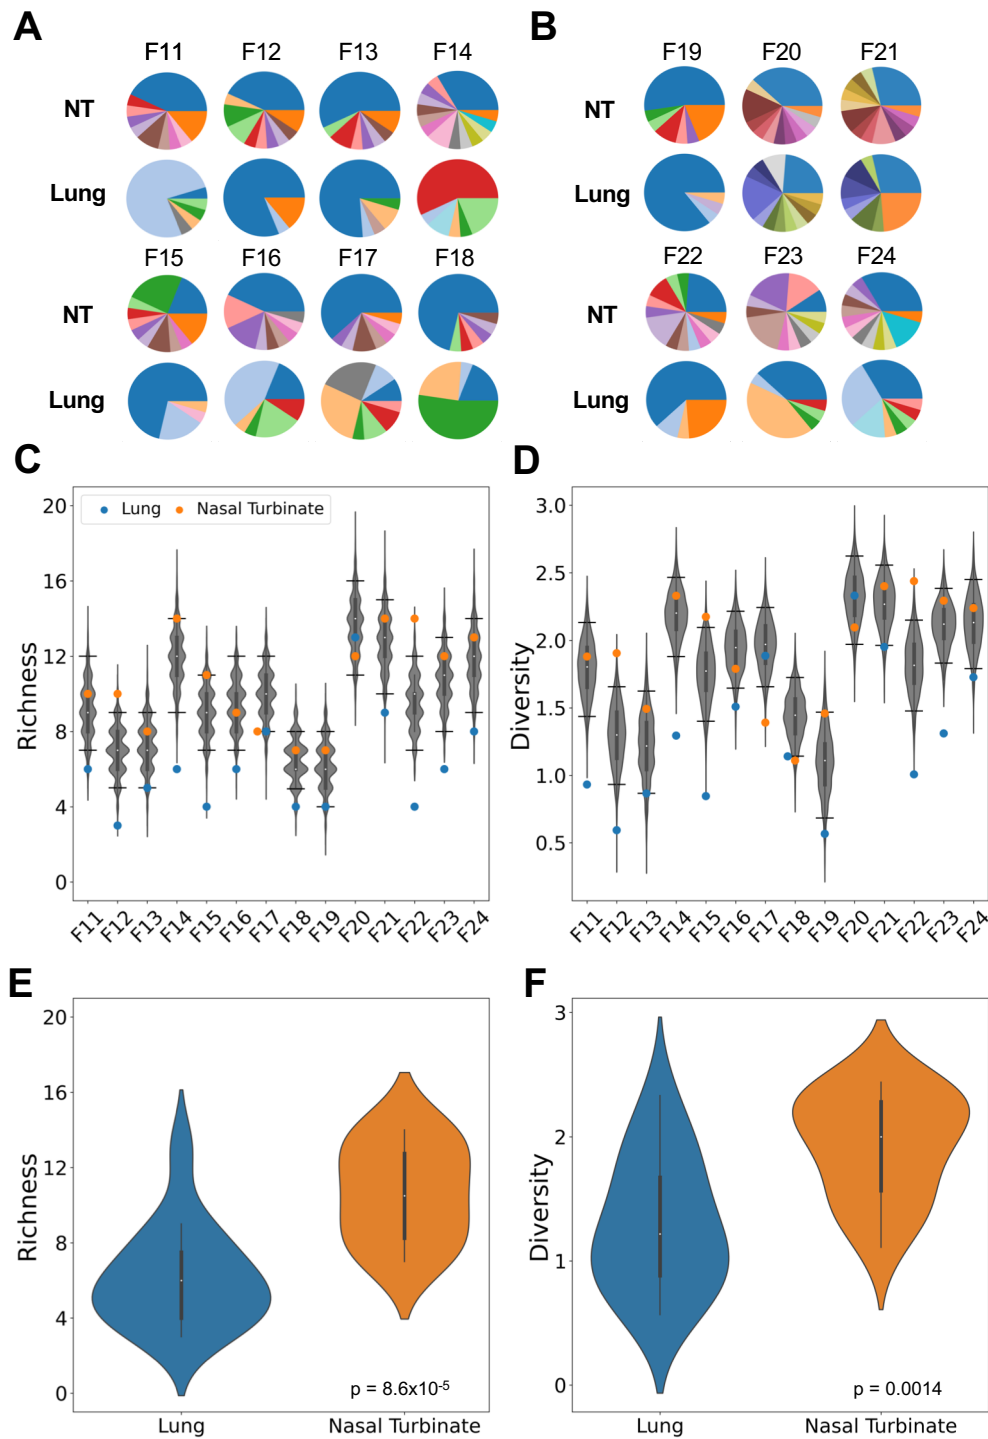 A
B
F11 F12 F13 F14
F19 F20 F21
NT
NT
Lung
Lung
F15 F16 F17 F18
F22 F23 F24
NT
NT
Lung
Lung
C
D
Richness
20
16
12
8
4
0
Lung Nasal Turbinate
F11 F12 F13 F14 F15 F16 F17 F18 F19 F20 F21 F22 F23 F24
Diversity
3.0
2.5
2.0
1.5
1.0
0.5
F11 F12 F13 F14 F15 F16 F17 F18 F19 F20 F21 F22 F23 F24
E
F
Richness
20
16
12
8
4
0
p = 8.6x10-5
Lung Nasal Turbinate
Diversity
3
2
1
0
p = 0.0014
Lung Nasal Turbinate